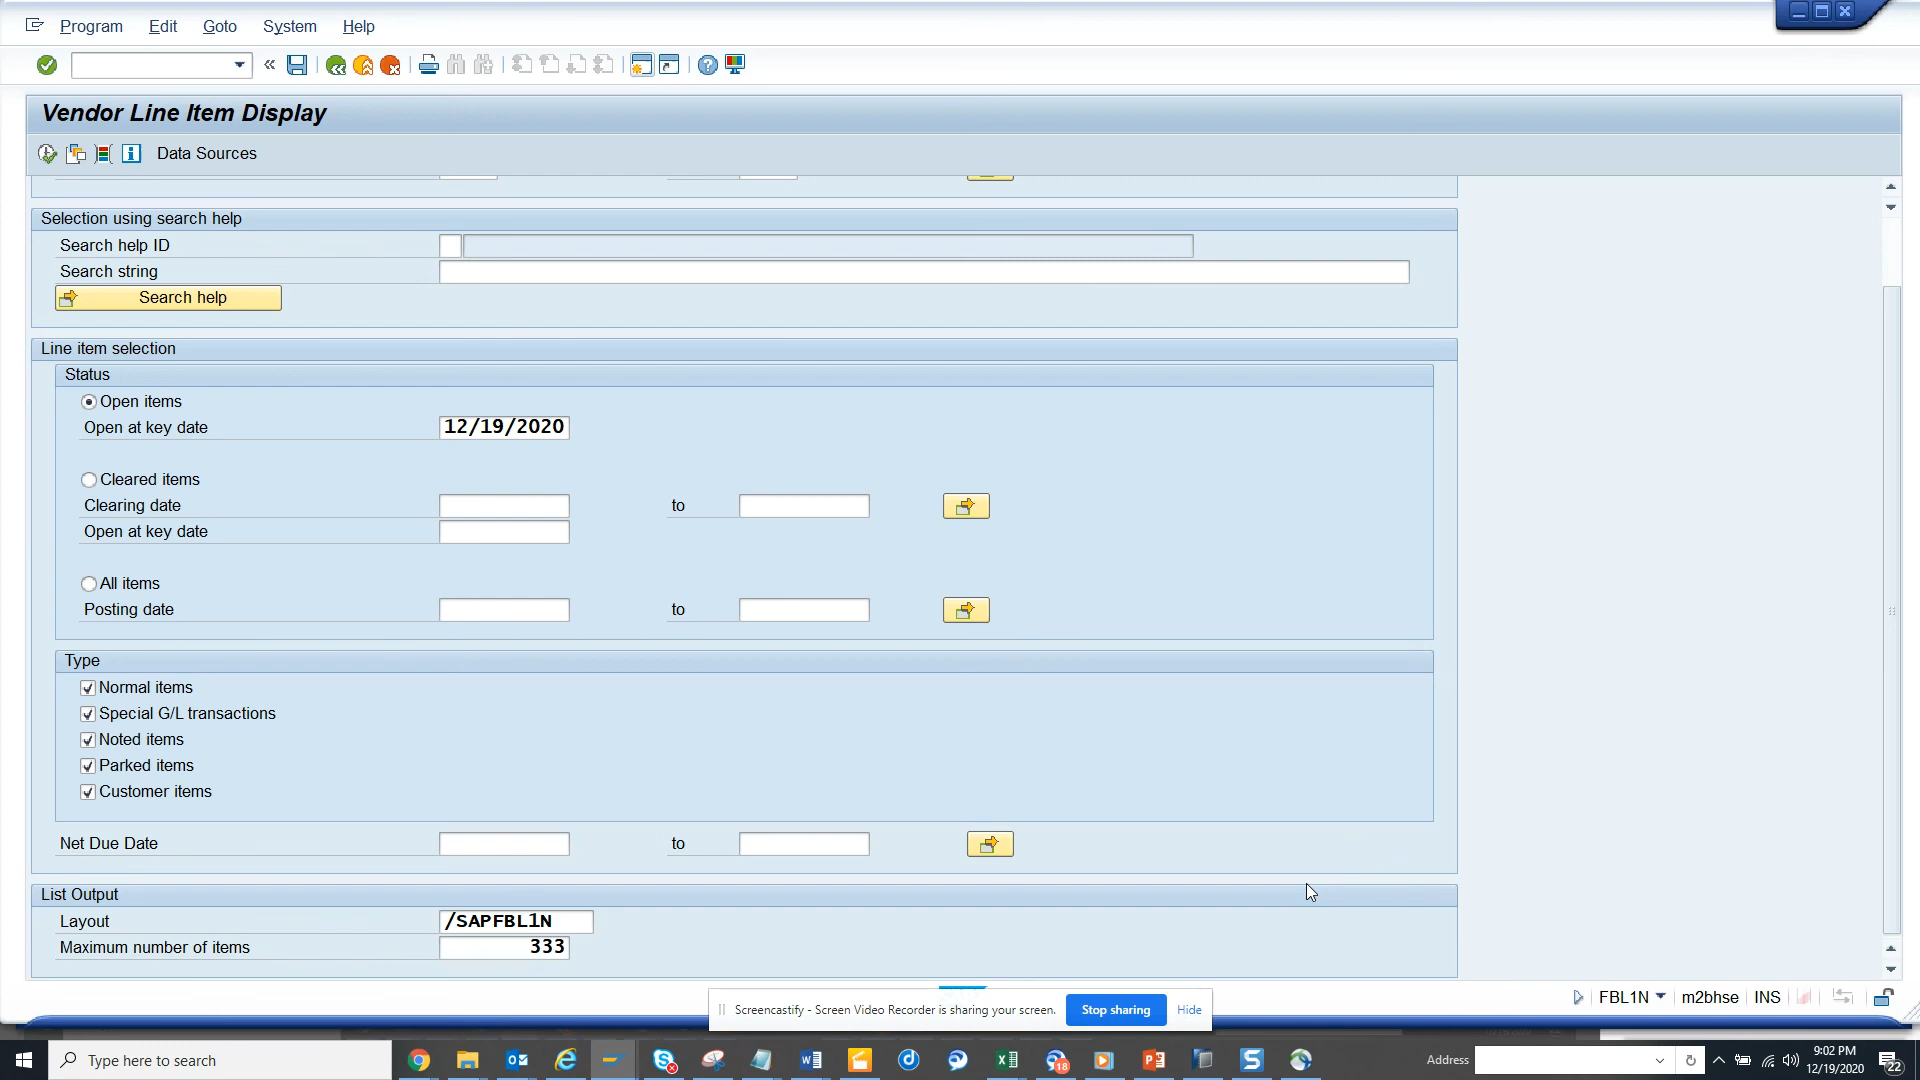 Program Edit Goto System Help
Vendor Line Item Display
Data Sources
Selection using search help
Search help ID
Search string
Search help
Line item selection
Status
Open items
Open at key date 12/19/2020
Cleared items
Clearing date to
Open at key date
All items
Posting date to
Type
Normal items
Special G/L transactions
Noted items
Parked items
Customer items
Net Due Date to
List Output
Layout /SAPFBL1N
Maximum number of items 333
Screencastify - Screen Video Recorder is sharing your screen. Stop sharing Hide
FBL1N m2bhse INS
Type here to search
18
Address
9:02 PM
12/19/2020
22